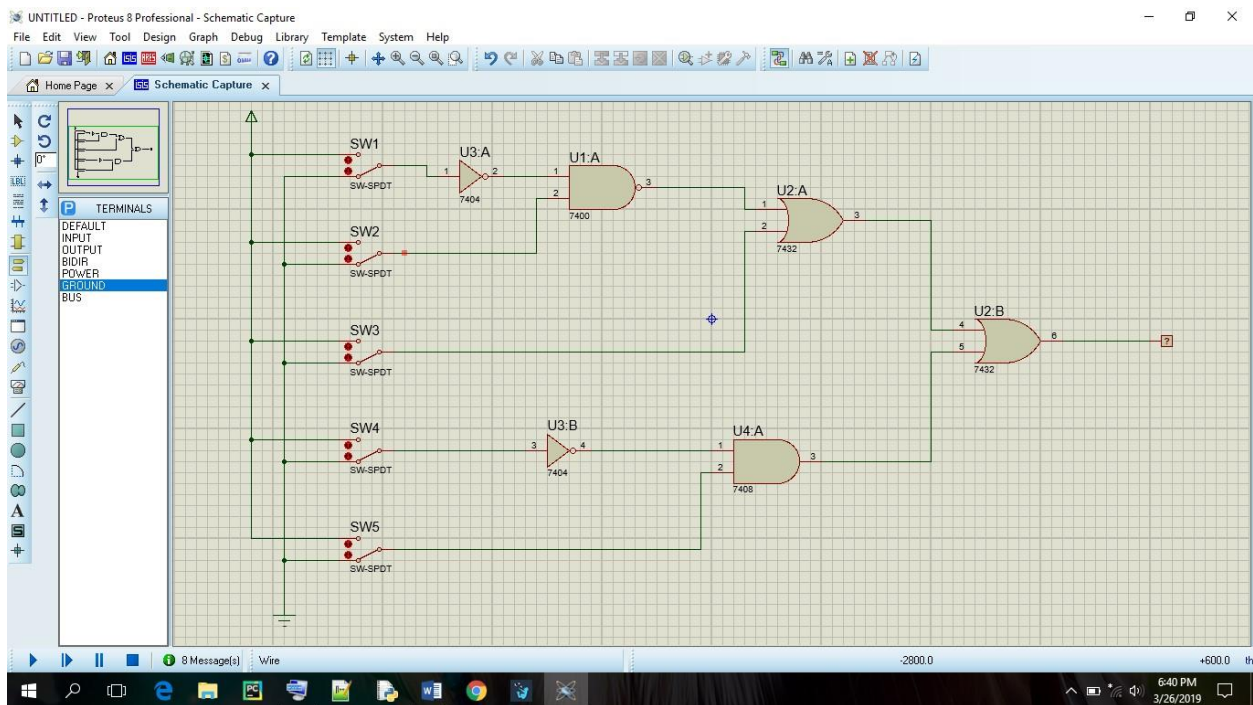 UNTITLED - Proteus 8 Professional - Schematic Capture
File Edit View Tool Design Graph Debug Library Template System Help
Home Page x
Schematic Capture x
0°
LBL
A
S
P TERMINALS
DEFAULT
INPUT
OUTPUT
BIDIR
POWER
GROUND
BUS
SW1
SW-SPDT
U3:A
1 2
7404
U1:A
1
2
3
7400
SW2
SW-SPDT
U2:A
1
2
3
7432
SW3
SW-SPDT
U2:B
4
5
6
7432
?
SW4
SW-SPDT
U3:B
3 4
7404
U4:A
1
2
3
7408
SW5
SW-SPDT
8 Message(s) Wire -2800.0 +600.0 th
6:40 PM
3/26/2019